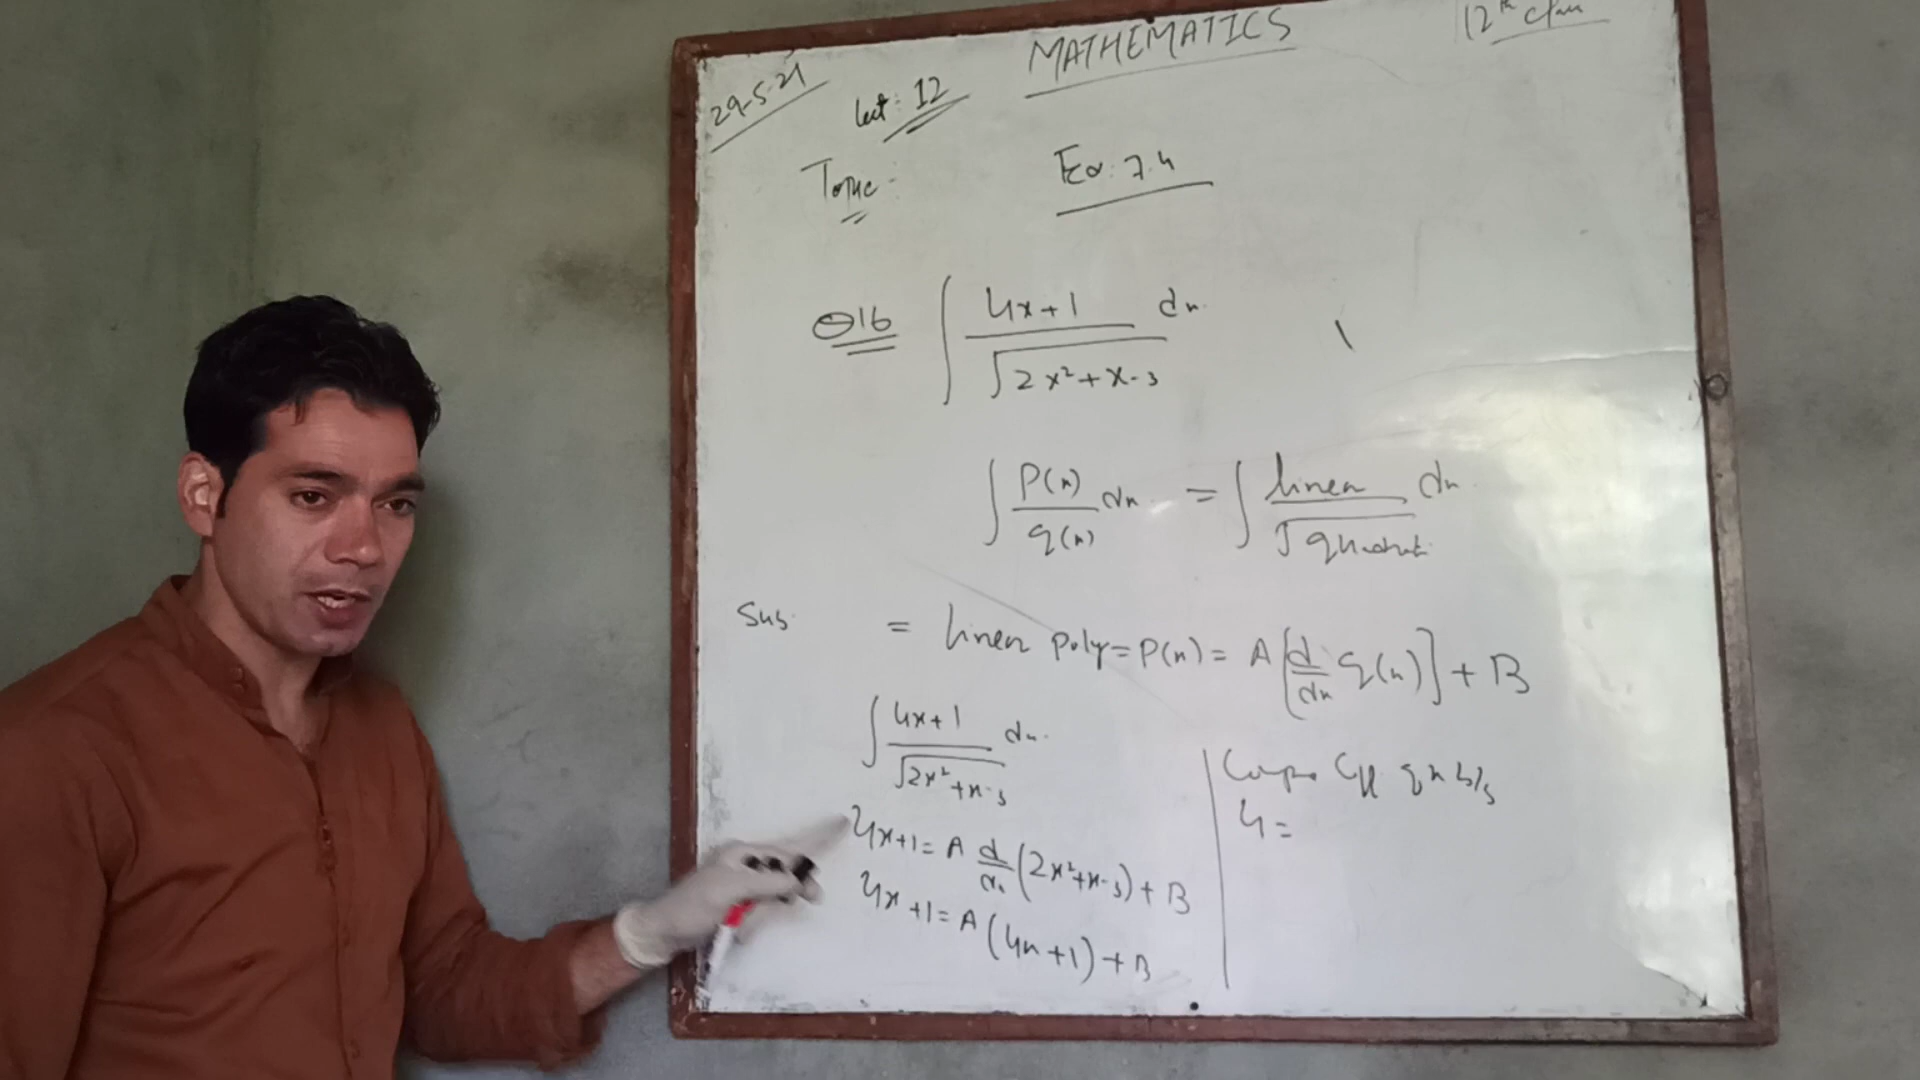 MATHEMATICS
12th class
29-5-21
Lect: 12
Topic -
Ex: 7.4
Q16 ∫ 4x+1 / √2x²+x-3 dx
∫ P(x) / q(x) dx = ∫ linear / √quadratic dx
Sub = linear poly = P(x) = A [d/dx q(x)] + B
∫ 4x+1 / √2x²+x-3 dx
4x+1 = A d/dx (2x²+x-3) + B
4x+1 = A (4x+1) + B
4 =